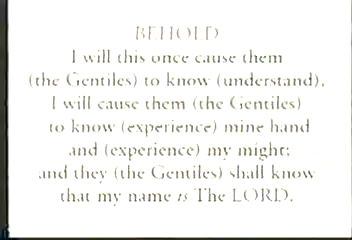 BEHOLD
I will this once cause them
(the Gentiles) to know (understand),
I will cause them (the Gentiles)
to know (experience) mine hand
and (experience) my might;
and they (the Gentiles) shall know
that my name is The LORD.